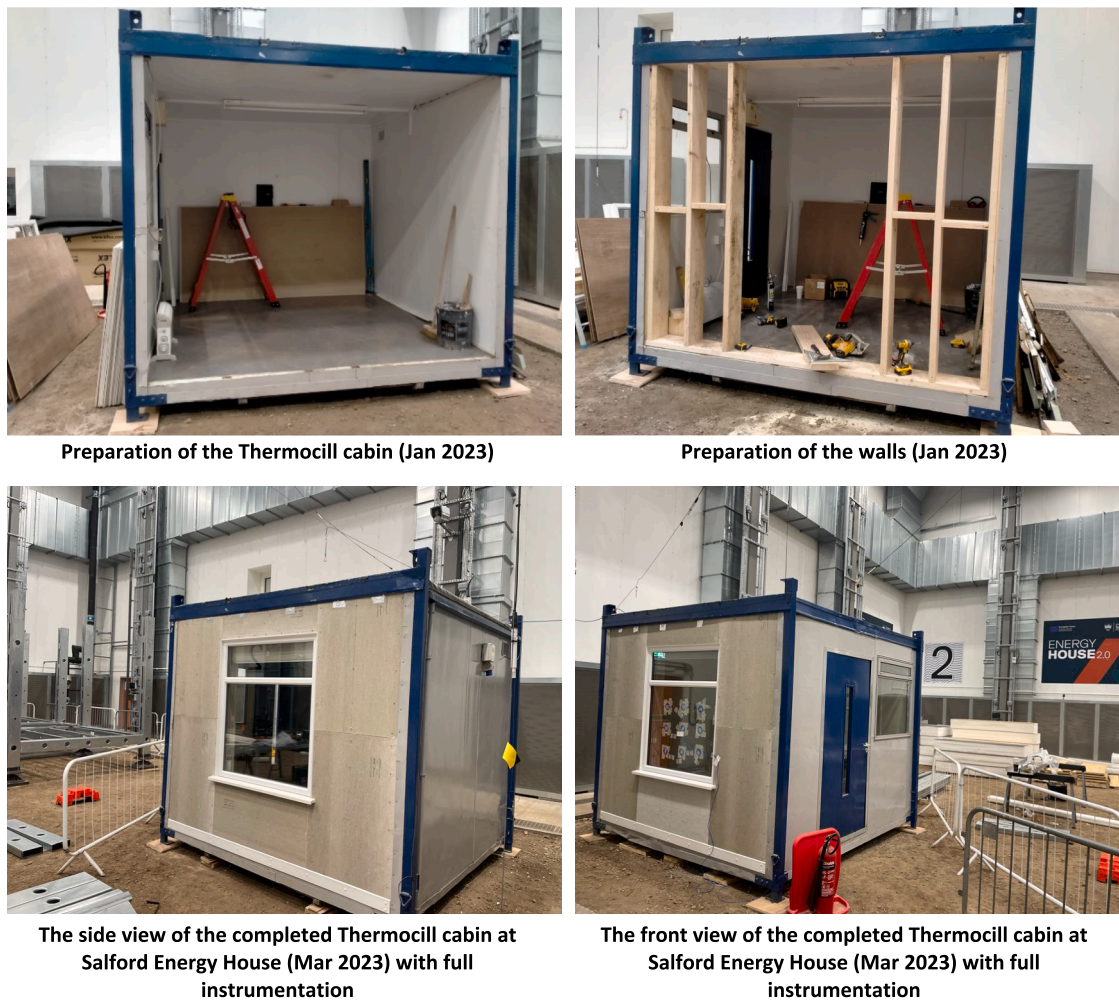 Preparation of the Thermocill cabin (Jan 2023)
Preparation of the walls (Jan 2023)
2
ENERGY
HOUSE2.0
The side view of the completed Thermocill cabin at
Salford Energy House (Mar 2023) with full
instrumentation
The front view of the completed Thermocill cabin at
Salford Energy House (Mar 2023) with full
instrumentation